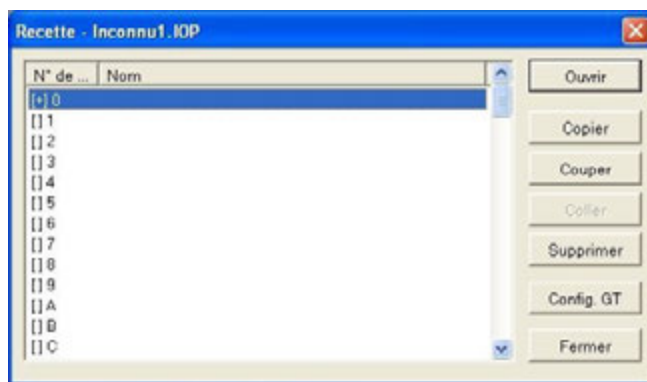 Recette - Inconnu1.IOP
N° de ... Nom
[+] 0
[] 1
[] 2
[] 3
[] 4
[] 5
[] 6
[] 7
[] 8
[] 9
[] A
[] B
[] C
Ouvrir
Copier
Couper
Coller
Supprimer
Config. GT
Fermer